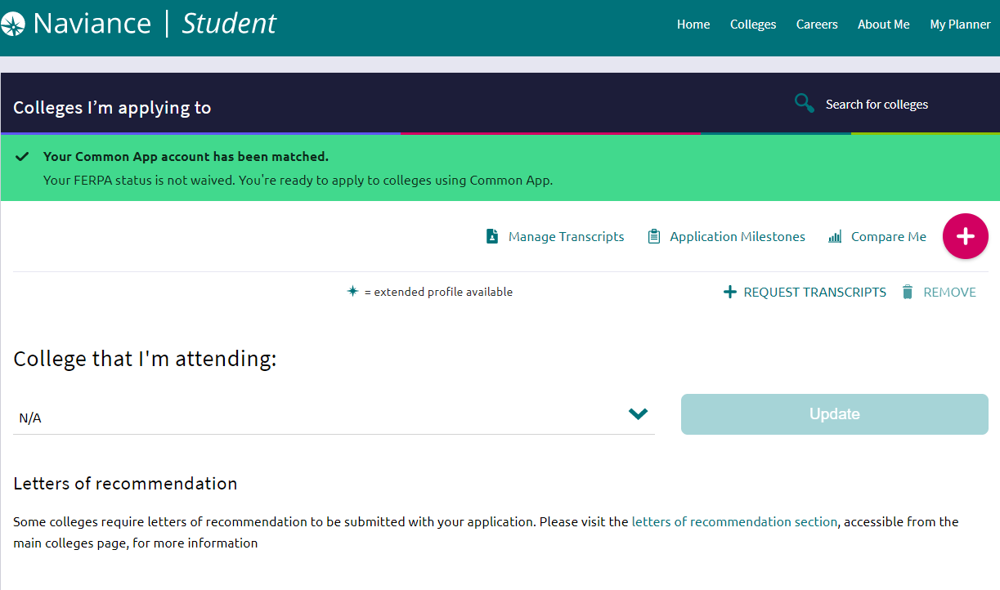 Naviance | Student
Home Colleges Careers About Me My Planner
Colleges I’m applying to
Search for colleges
Your Common App account has been matched.
Your FERPA status is not waived. You're ready to apply to colleges using Common App.
Manage Transcripts Application Milestones Compare Me
= extended profile available
REQUEST TRANSCRIPTS REMOVE
College that I'm attending:
N/A
Update
Letters of recommendation
Some colleges require letters of recommendation to be submitted with your application. Please visit the letters of recommendation section, accessible from the
main colleges page, for more information